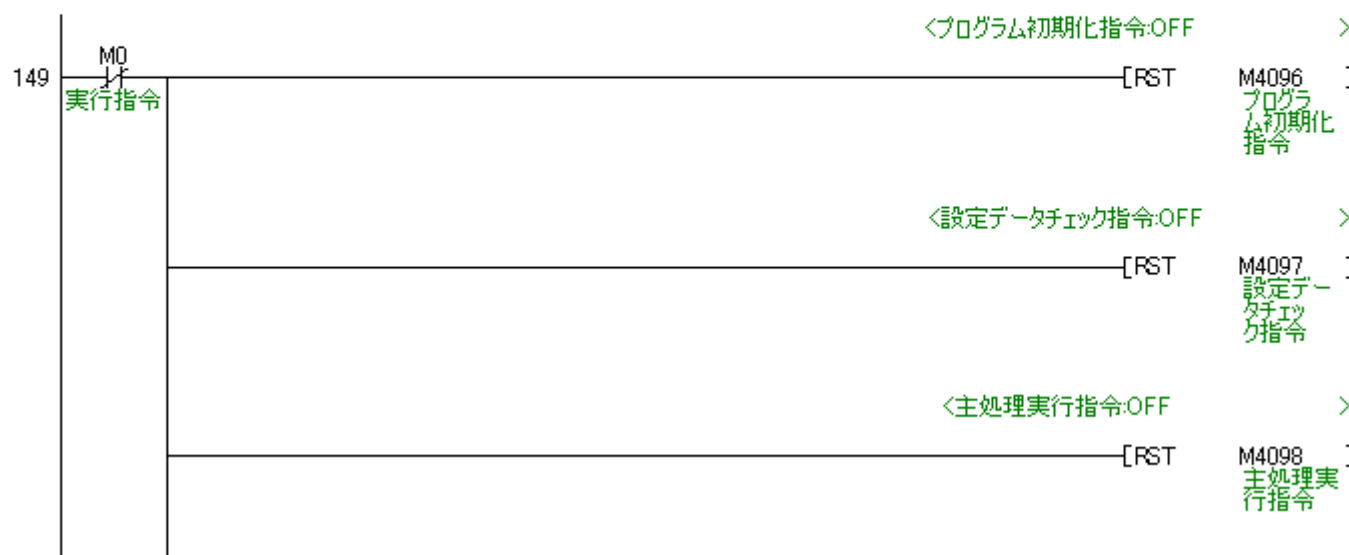 <プログラム初期化指令:OFF >
M0
149
[RST M4096 ]
実行指令
プログラ
ム初期化
指令
<設定データチェック指令:OFF >
[RST M4097 ]
設定デー
タチェッ
ク指令
<主処理実行指令:OFF >
[RST M4098 ]
主処理実
行指令